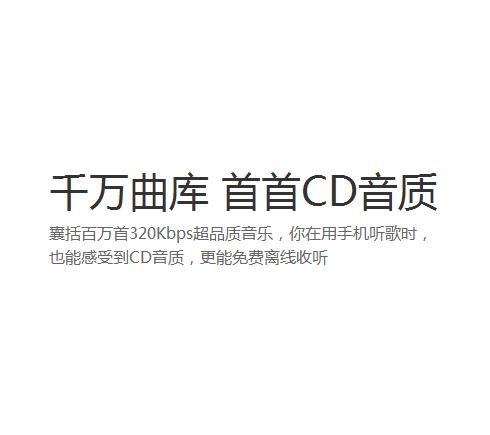 千万曲库 首首CD音质
囊括百万首320Kbps超品质音乐，你在用手机听歌时，
也能感受到CD音质，更能免费离线收听